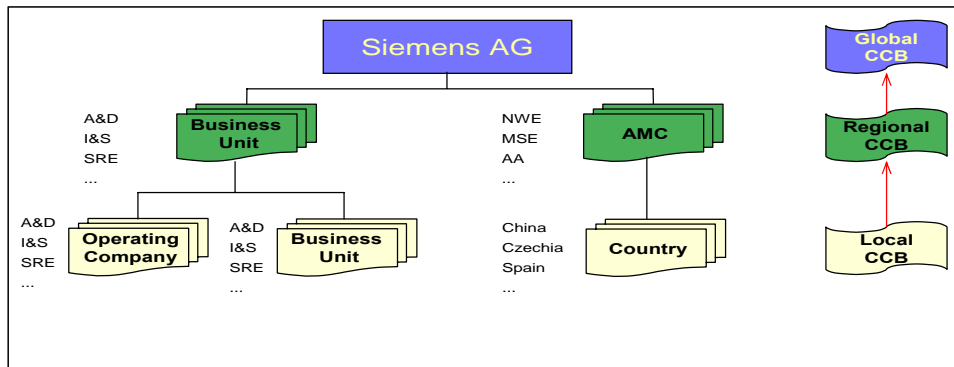 Siemens AG
Global
CCB
A&D
I&S
SRE
...
Business
Unit
NWE
MSE
AA
...
AMC
Regional
CCB
A&D
I&S
SRE
...
Operating
Company
A&D
I&S
SRE
...
Business
Unit
China
Czechia
Spain
...
Country
Local
CCB